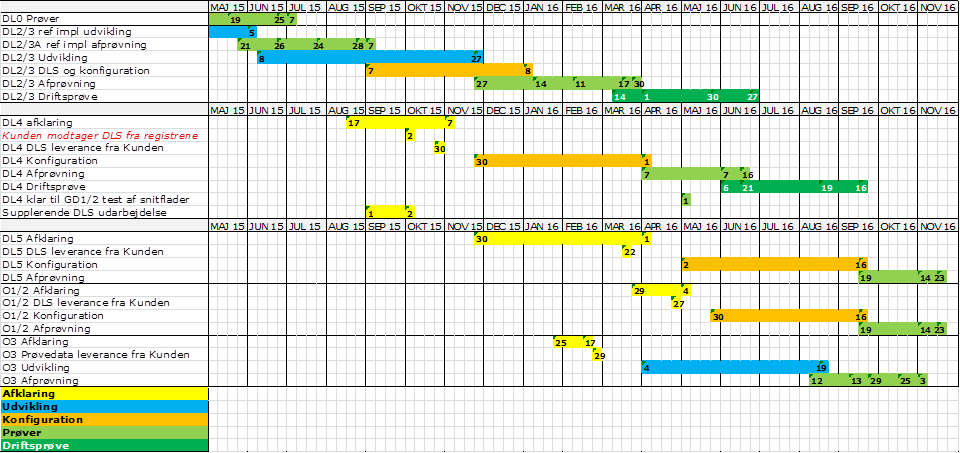 MAJ 15 JUN 15 JUL 15 AUG 15 SEP 15 OKT 15 NOV 15 DEC 15 JAN 16 FEB 16 MAR 16 APR 16 MAJ 16 JUN 16 JUL 16 AUG 16 SEP 16 OKT 16 NOV 16
DL0 Prøver 19 25 7
DL2/3 ref impl udvikling 5
DL2/3A ref impl afprøvning 21 26 24 28 7
DL2/3 Udvikling 8 27
DL2/3 DLS og konfiguration 7 8
DL2/3 Afprøvning 27 14 11 17 30
DL2/3 Driftsprøve 14 1 30 27
MAJ 15 JUN 15 JUL 15 AUG 15 SEP 15 OKT 15 NOV 15 DEC 15 JAN 16 FEB 16 MAR 16 APR 16 MAJ 16 JUN 16 JUL 16 AUG 16 SEP 16 OKT 16 NOV 16
DL4 afklaring 17 7
Kunden modtager DLS fra registrene 2
DL4 DLS leverance fra Kunden 30
DL4 Konfiguration 30 1
DL4 Afprøvning 7 7 16
DL4 Driftsprøve 6 21 19 16
DL4 klar til GD1/2 test af snitflader 1
Supplerende DLS udarbejdelse 1 2
MAJ 15 JUN 15 JUL 15 AUG 15 SEP 15 OKT 15 NOV 15 DEC 15 JAN 16 FEB 16 MAR 16 APR 16 MAJ 16 JUN 16 JUL 16 AUG 16 SEP 16 OKT 16 NOV 16
DL5 Afklaring 30 1
DL5 DLS leverance fra Kunden 22
DL5 Konfiguration 2 16
DL5 Afprøvning 19 14 23
O1/2 Afklaring 29 4
O1/2 DLS leverance fra Kunden 27
O1/2 Konfiguration 30 16
O1/2 Afprøvning 19 14 23
O3 Afklaring 25 17
O3 Prøvedata leverance fra Kunden 29
O3 Udvikling 4 19
O3 Afprøvning 12 13 29 25 3
Afklaring
Udvikling
Konfiguration
Prøver
Driftsprøve